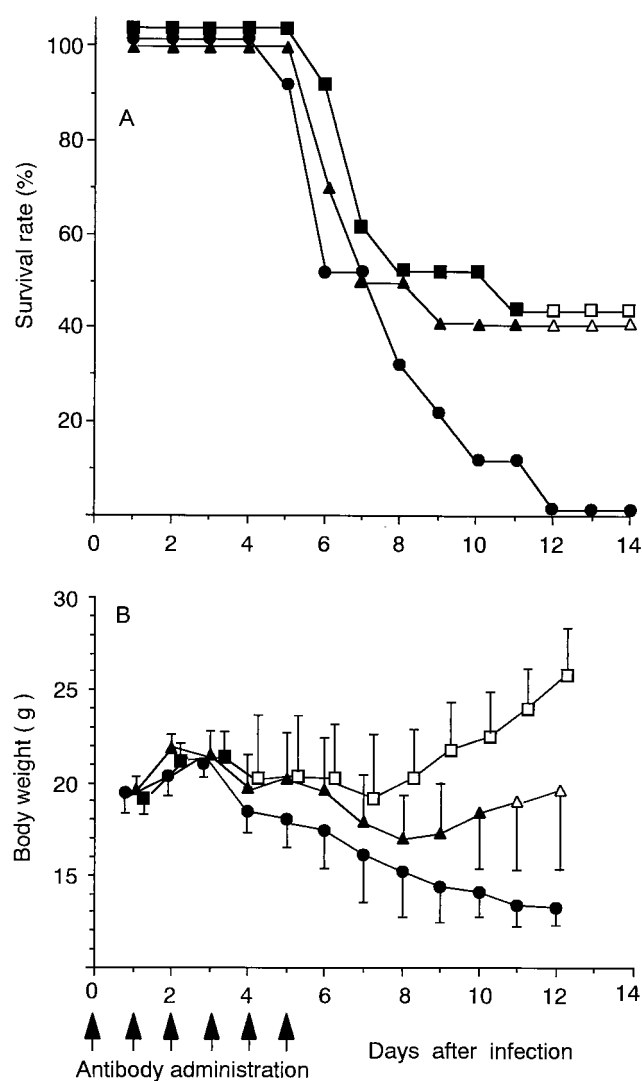 100
80
60
40
20
A
Survival rate (%)
0 2 4 6 8 10 12 14
30
25
20
15
10
B
Body weight ( g )
0 2 4 6 8 10 12 14
Antibody administration
Days after infection